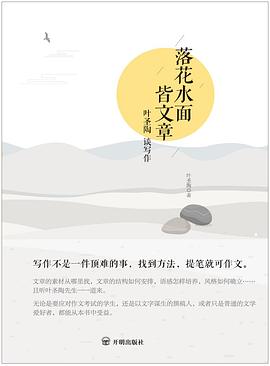 落花水面
皆文章
叶圣陶 谈写作
叶圣陶 著
写作不是一件顶难的事，找到方法，提笔就可作文。
文章的素材从哪里找，文章的结构如何安排，语感怎样培养，风格如何确立……
且听叶圣陶先生一一道来。
无论是要应对作文考试的学生，还是以文字谋生的撰稿人，或者只是普通的文学
爱好者，都能从本书中受益。
开明出版社